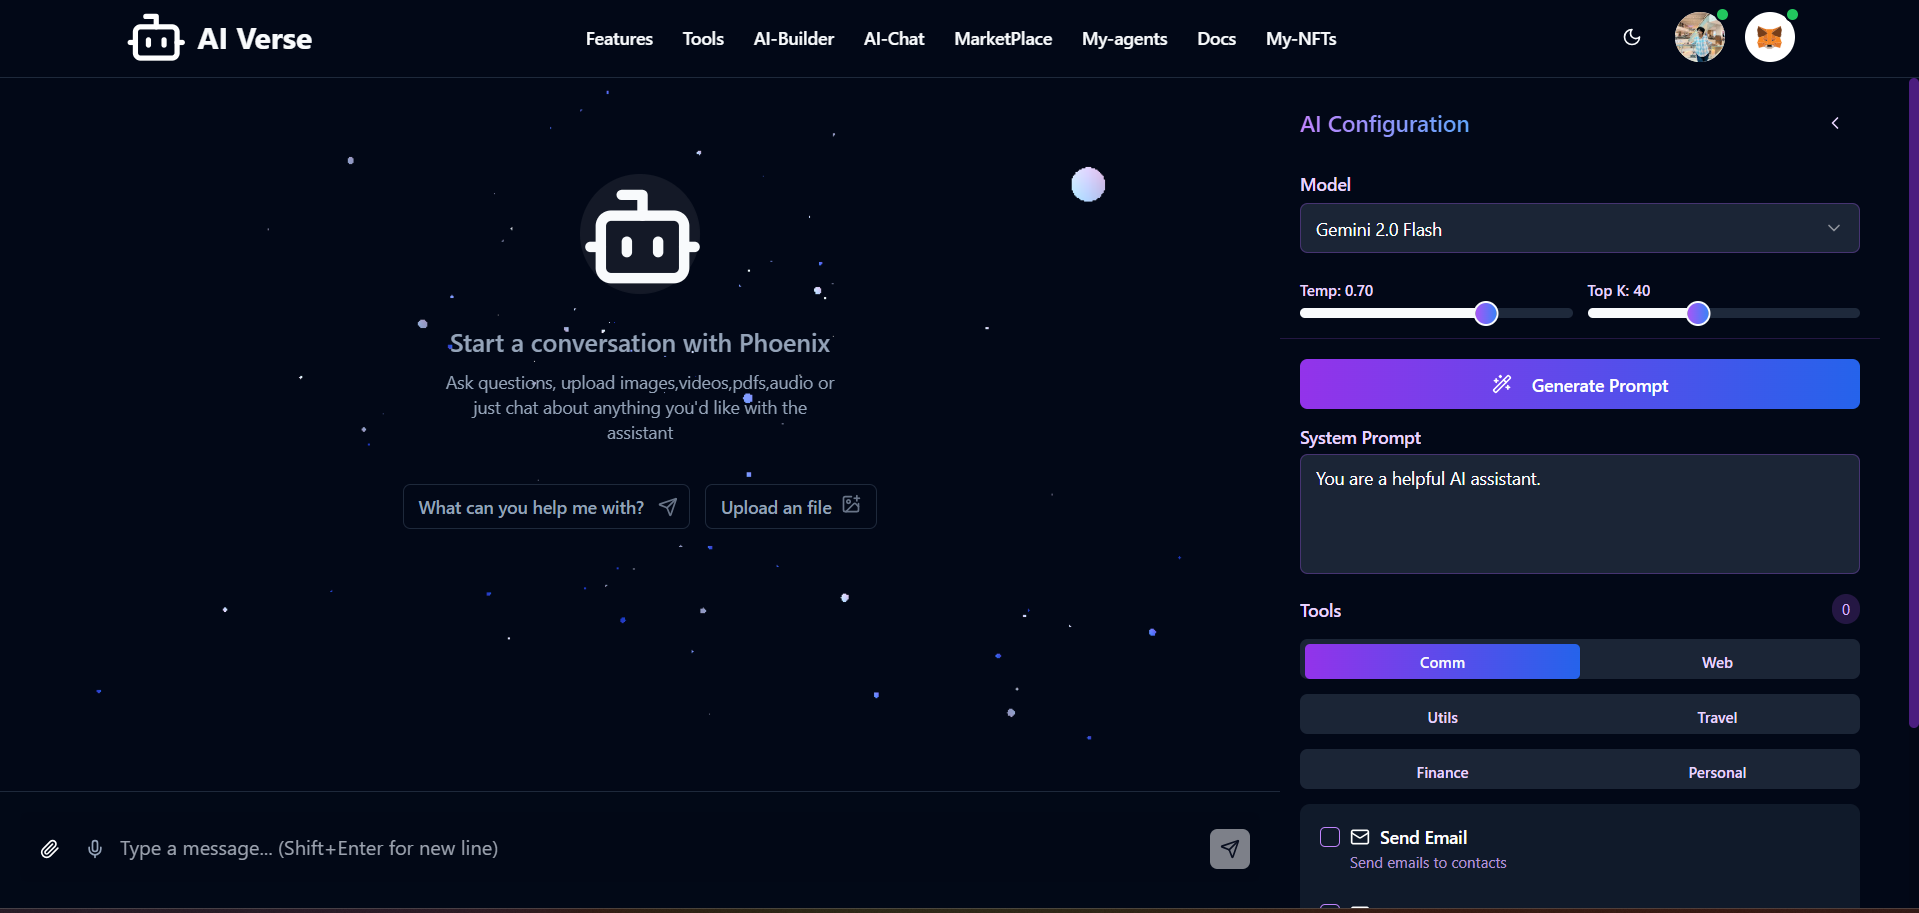 AI Verse
Features Tools AI-Builder AI-Chat MarketPlace My-agents Docs My-NFTs
Start a conversation with Phoenix
Ask questions, upload images,videos,pdfs,audio or
just chat about anything you'd like with the
assistant
What can you help me with?
Upload an file
Type a message... (Shift+Enter for new line)
AI Configuration
Model
Gemini 2.0 Flash
Temp: 0.70
Top K: 40
Generate Prompt
System Prompt
You are a helpful AI assistant.
Tools
0
Comm
Web
Utils
Travel
Finance
Personal
Send Email
Send emails to contacts